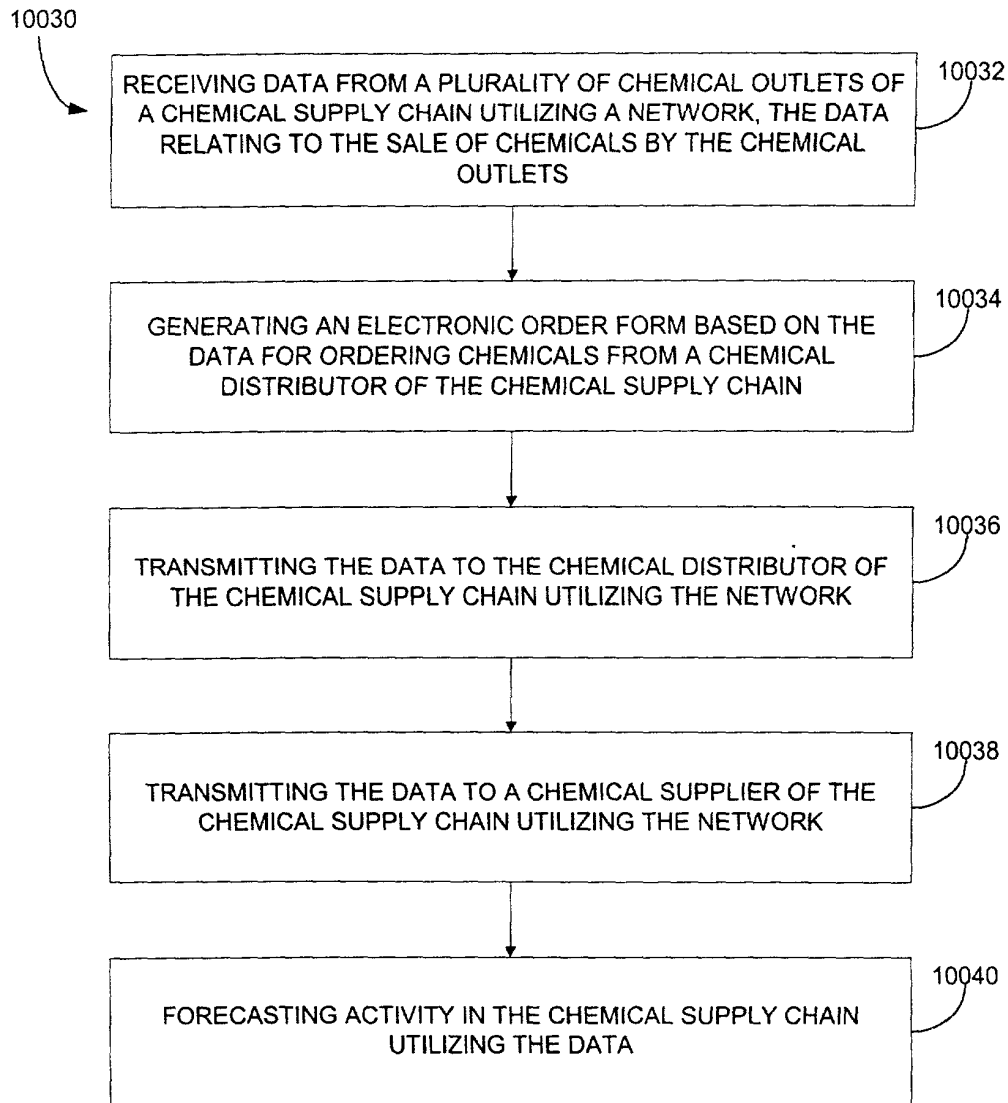 10030
RECEIVING DATA FROM A PLURALITY OF CHEMICAL OUTLETS OF
A CHEMICAL SUPPLY CHAIN UTILIZING A NETWORK, THE DATA
RELATING TO THE SALE OF CHEMICALS BY THE CHEMICAL
OUTLETS
10032
GENERATING AN ELECTRONIC ORDER FORM BASED ON THE
DATA FOR ORDERING CHEMICALS FROM A CHEMICAL
DISTRIBUTOR OF THE CHEMICAL SUPPLY CHAIN
10034
TRANSMITTING THE DATA TO THE CHEMICAL DISTRIBUTOR OF
THE CHEMICAL SUPPLY CHAIN UTILIZING THE NETWORK
10036
TRANSMITTING THE DATA TO A CHEMICAL SUPPLIER OF THE
CHEMICAL SUPPLY CHAIN UTILIZING THE NETWORK
10038
FORECASTING ACTIVITY IN THE CHEMICAL SUPPLY CHAIN
UTILIZING THE DATA
10040